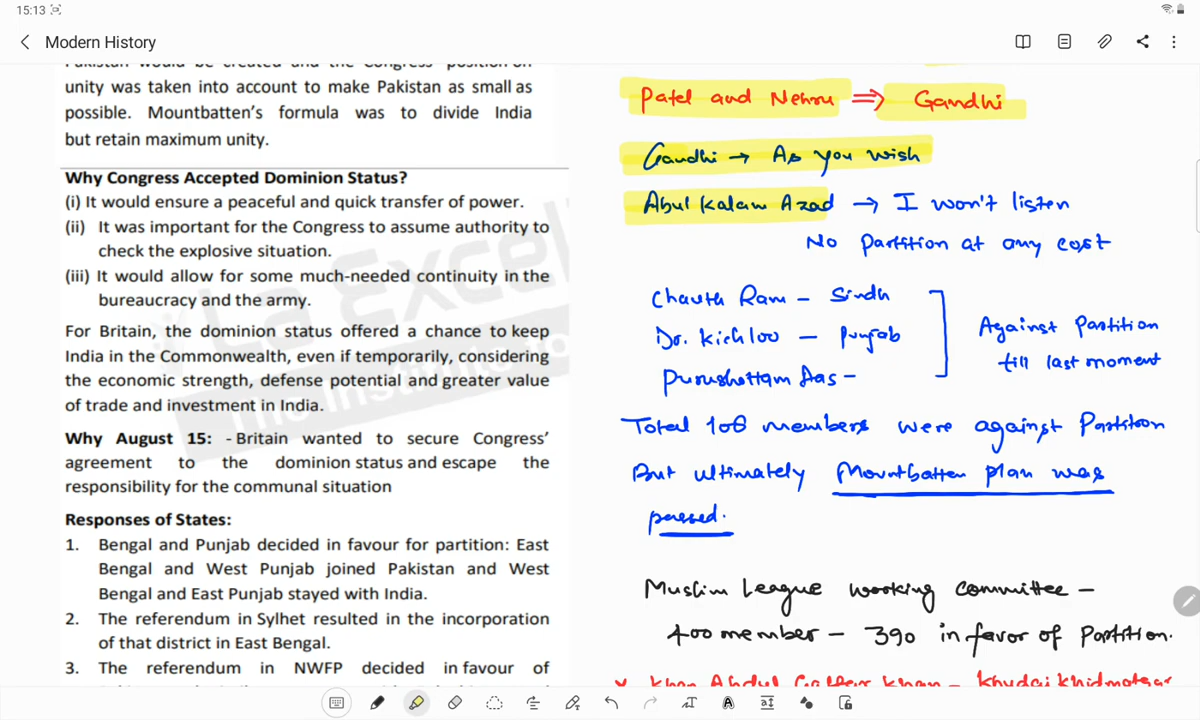 15:13
Modern History
unity was taken into account to make Pakistan as small as
possible. Mountbatten's formula was to divide India
but retain maximum unity.
Why Congress Accepted Dominion Status?
(i) It would ensure a peaceful and quick transfer of power.
(ii) It was important for the Congress to assume authority to
check the explosive situation.
(iii) It would allow for some much-needed continuity in the
bureaucracy and the army.
For Britain, the dominion status offered a chance to keep
India in the Commonwealth, even if temporarily, considering
the economic strength, defense potential and greater value
of trade and investment in India.
Why August 15: - Britain wanted to secure Congress'
agreement to the dominion status and escape the
responsibility for the communal situation
Responses of States:
1. Bengal and Punjab decided in favour for partition: East
Bengal and West Punjab joined Pakistan and West
Bengal and East Punjab stayed with India.
2. The referendum in Sylhet resulted in the incorporation
of that district in East Bengal.
3. The referendum in NWFP decided in favour of
La Excel
Patel and Nehru ⇒ Gandhi
Gandhi → As you wish
Abul Kalam Azad → I won't listen
No partition at any cost
Chauth Ram - Sindh
Dr. Kichloo - Punjab
Purushottam Das -
Against Partition
till last moment
Total 108 members were against Partition
But ultimately Mountbatten plan was
passed.
Muslim League working committee -
400 member - 390 in favor of Partition.
Khan Abdul Gaffar Khan - Khudai Khidmatgar